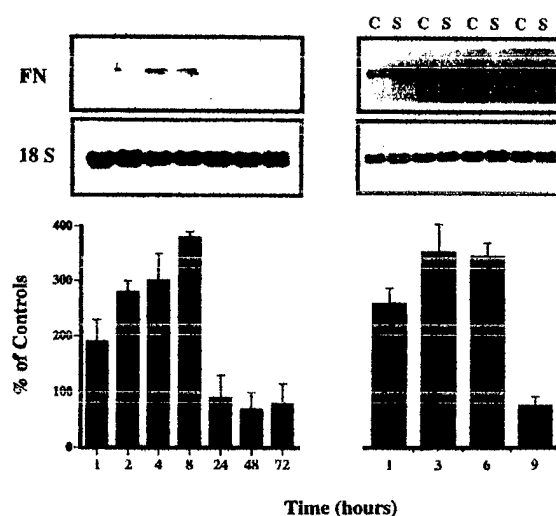 C S C S C S C S
FN
18 S
% of Controls
400
300
200
100
0
1 2 4 8 24 48 72
1 3 6 9
Time (hours)